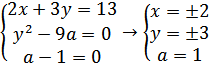 2x + 3y = 13
y² − 9a = 0
a − 1 = 0
→
x = ±2
y = ±3
a = 1